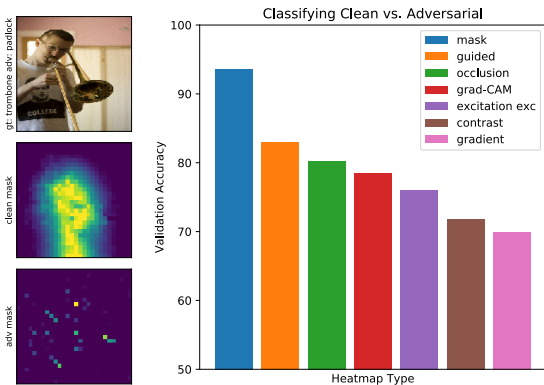 gt: trombone adv: padlock
COLLEGE
clean mask
adv mask
Classifying Clean vs. Adversarial
Validation Accuracy
100
90
80
70
60
50
mask
guided
occlusion
grad-CAM
excitation exc
contrast
gradient
Heatmap Type